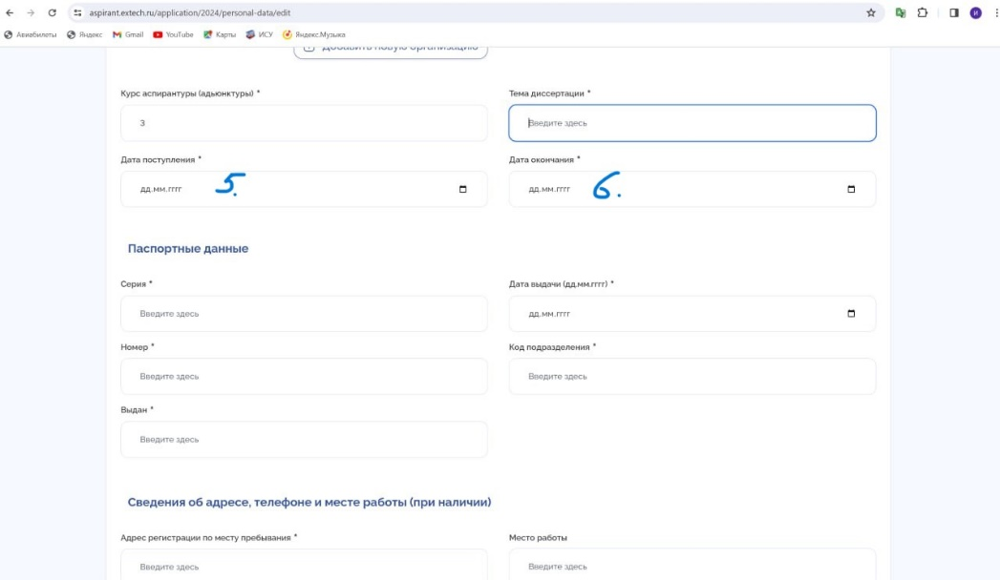 aspirant.extech.ru/application/2024/personal-data/edit
Авиабилеты Яндекс Gmail YouTube Карты ИСУ Яндекс.Музыка
Добавить новую организацию
Курс аспирантуры (адъюнктуры) * Тема диссертации *
3 Введите здесь
Дата поступления * Дата окончания *
дд.мм.гггг 5. дд.мм.гггг 6.
Паспортные данные
Серия * Дата выдачи (дд.мм.гггг) *
Введите здесь дд.мм.гггг
Номер * Код подразделения *
Введите здесь Введите здесь
Выдан *
Введите здесь
Сведения об адресе, телефоне и месте работы (при наличии)
Адрес регистрации по месту пребывания * Место работы
Введите здесь Введите здесь